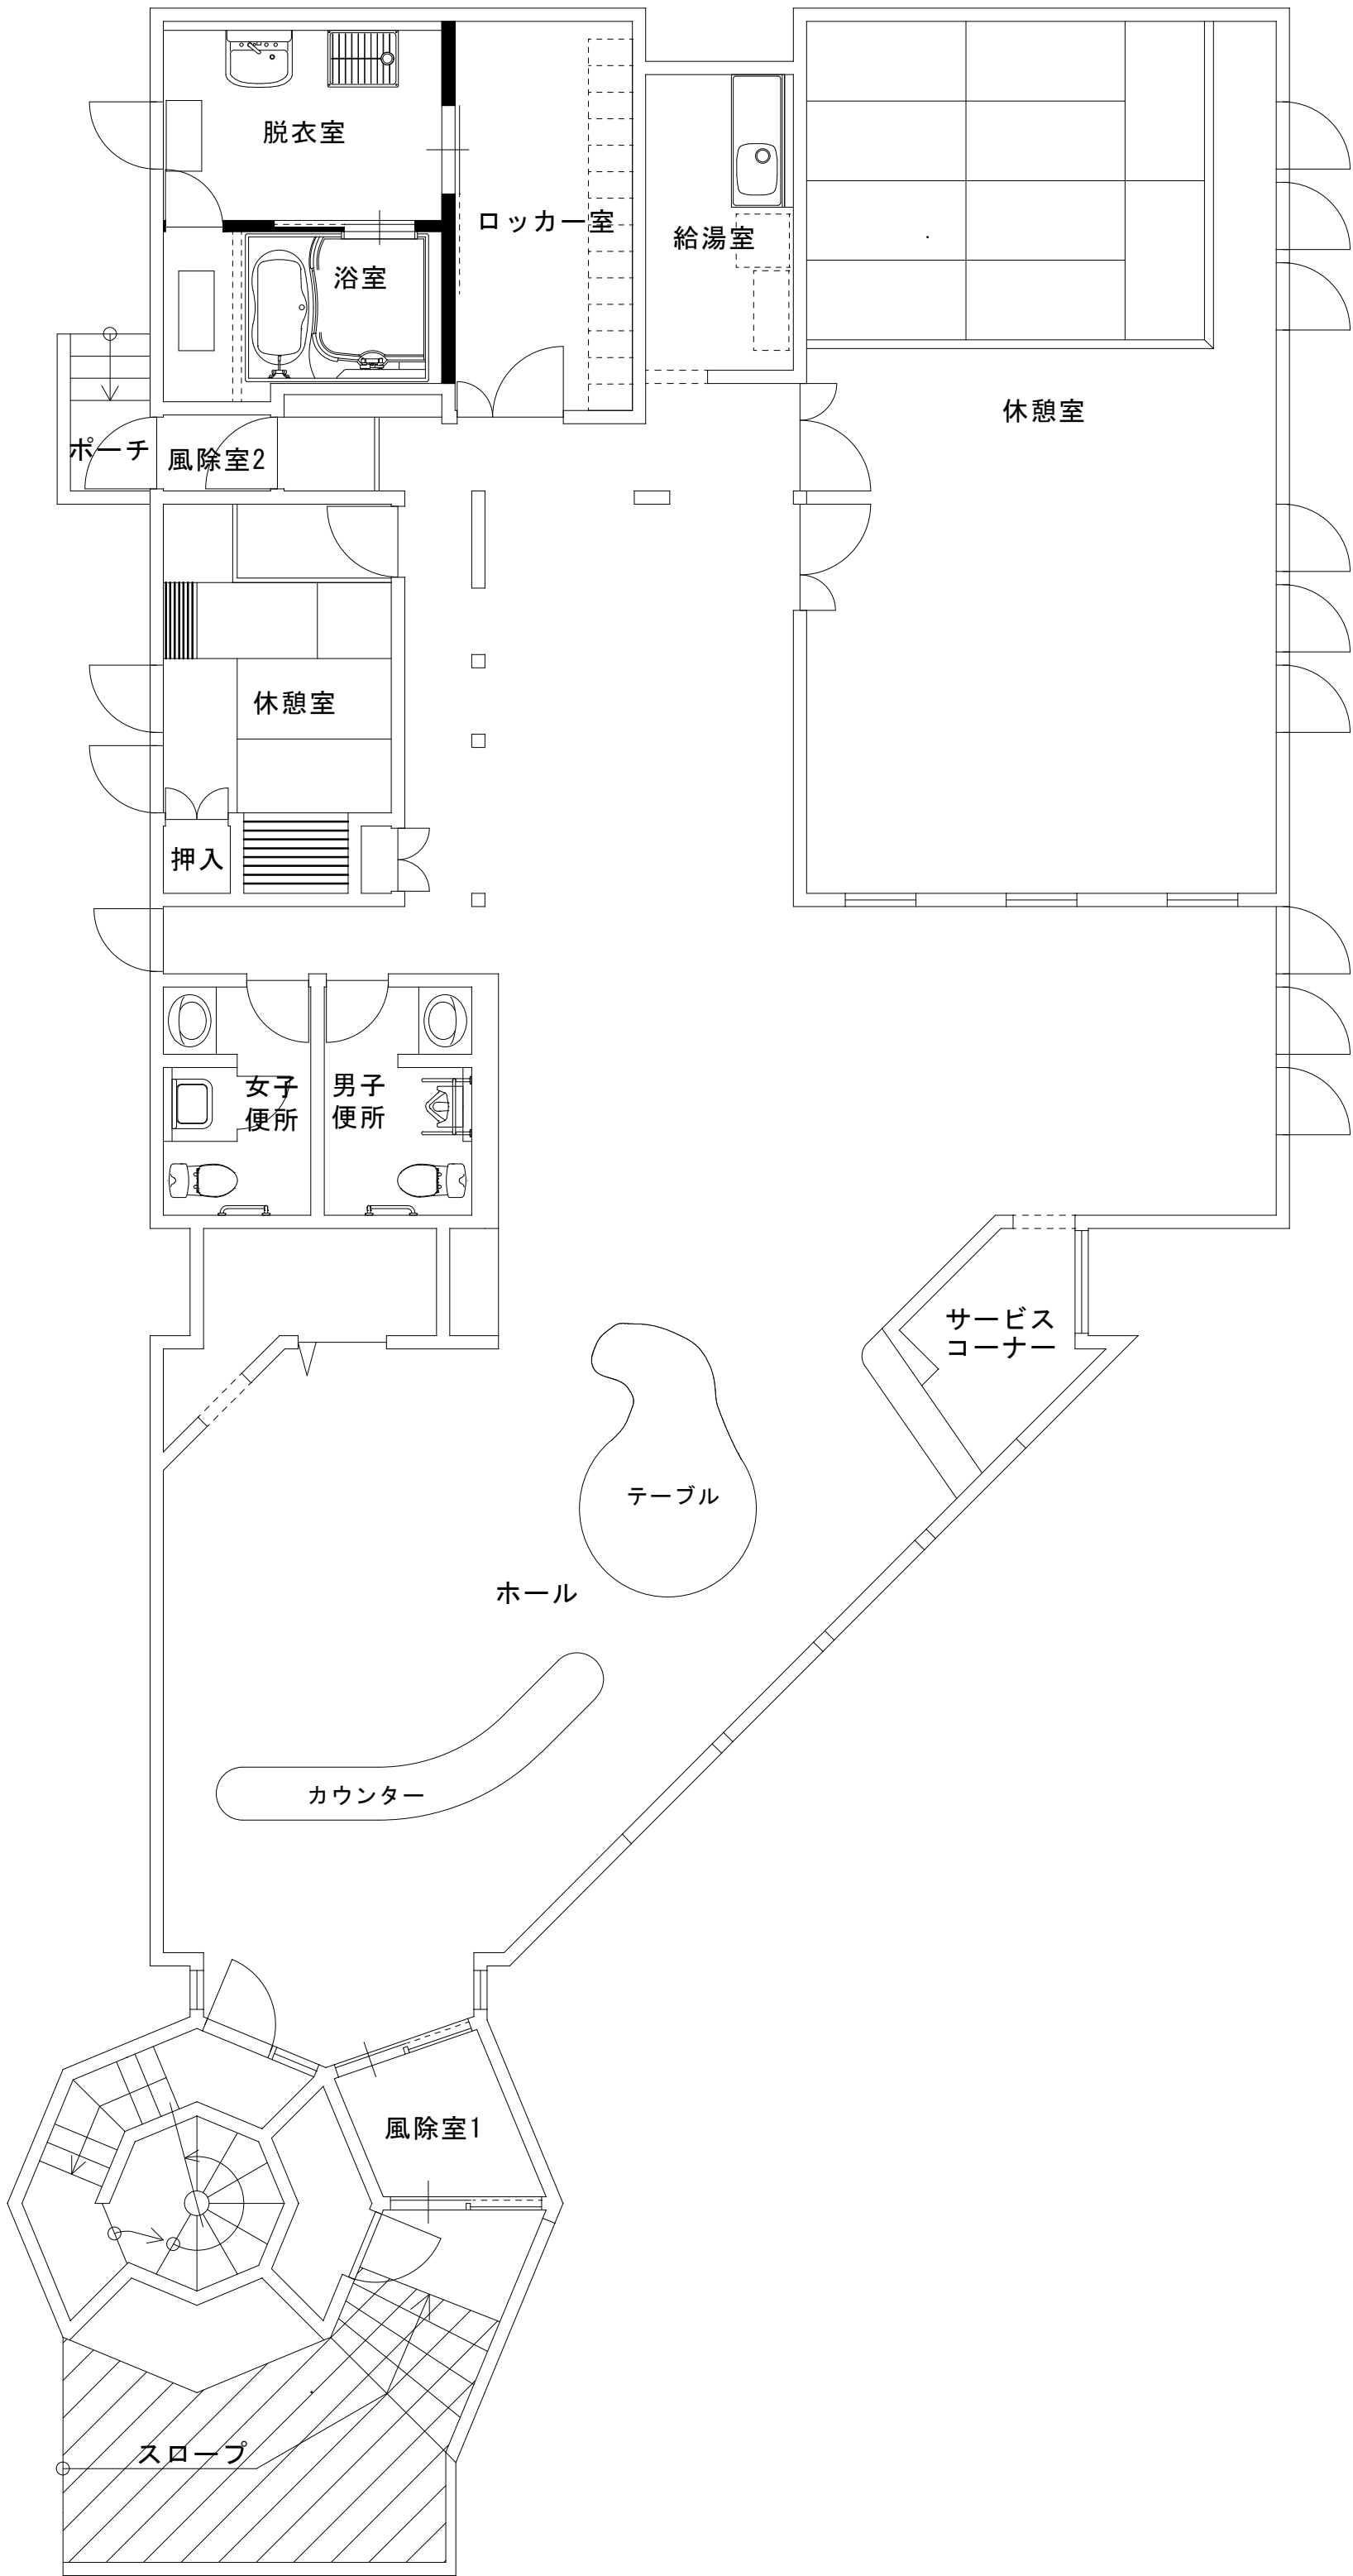 脱衣室
ロッカー室
給湯室
浴室
休憩室
ポーチ
風除室2
休憩室
押入
女子
便所
男子
便所
サービス
コーナー
テーブル
ホール
カウンター
風除室1
スロープ